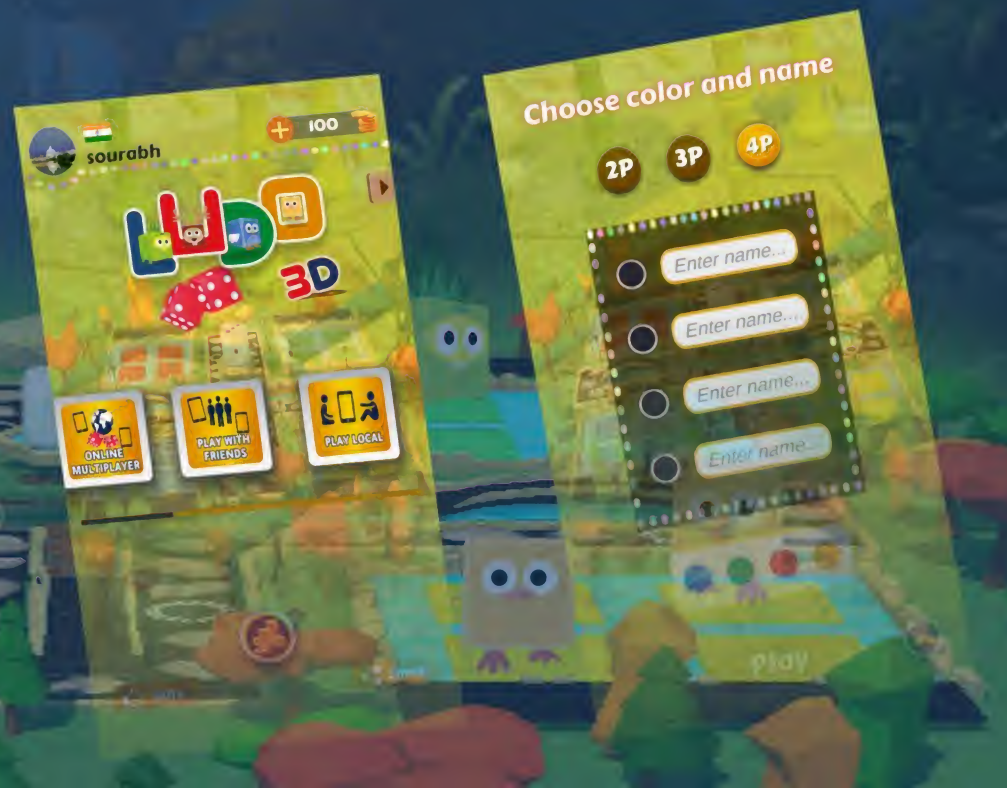 sourabh
100
LUDO
3D
ONLINE
MULTIPLAYER
PLAY WITH
FRIENDS
PLAY LOCAL
Choose color and name
2P 3P 4P
Enter name...
Enter name....
Enter name...
Enter name...
Play